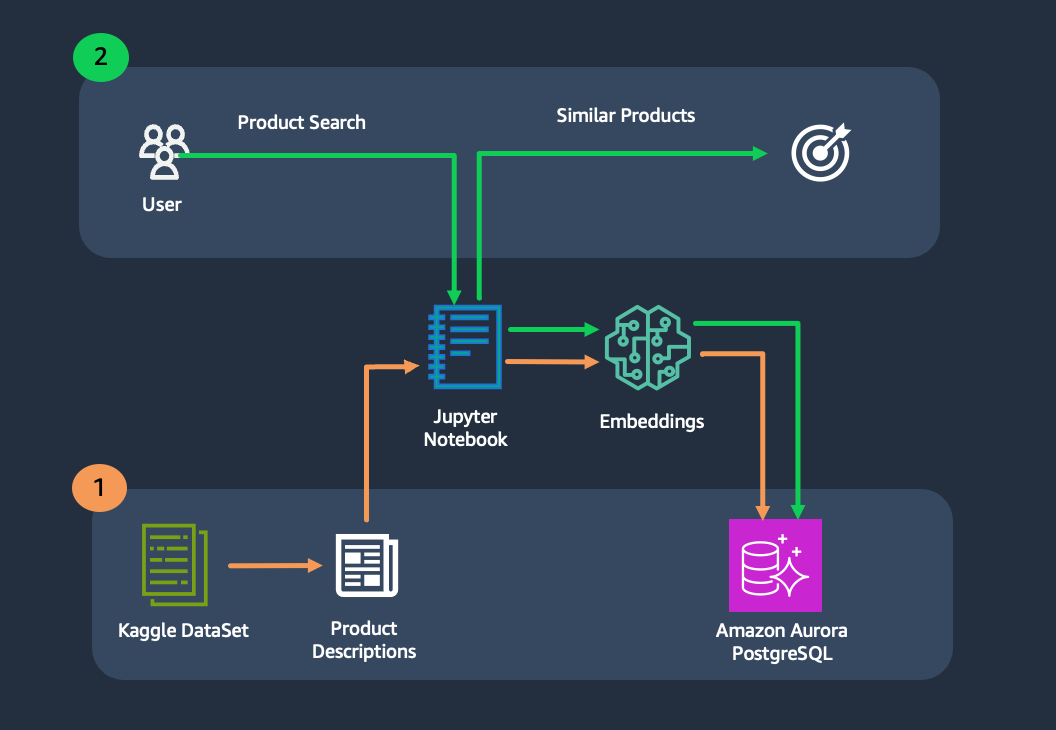 2
Product Search
Similar Products
User
Jupyter
Notebook
Embeddings
1
Kaggle DataSet
Product
Descriptions
Amazon Aurora
PostgreSQL